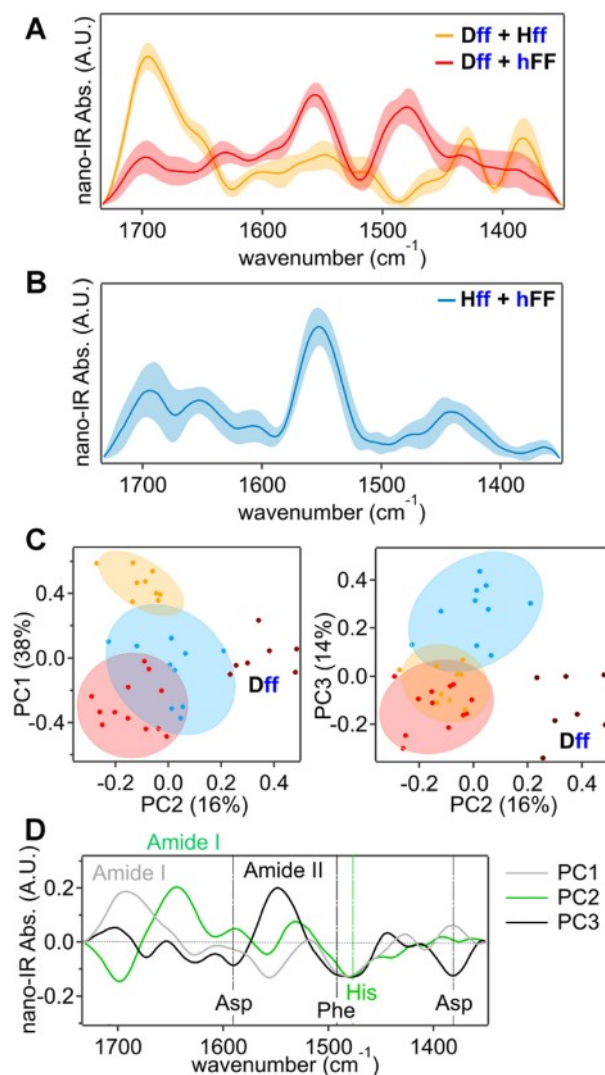 A
Dff + Hff
Dff + hFF
nano-IR Abs. (A.U.)
1700 1600 1500 1400
wavenumber (cm-1)
B
Hff + hFF
nano-IR Abs. (A.U.)
1700 1600 1500 1400
wavenumber (cm-1)
C
PC1 (38%)
0.4
0.0
-0.4
Dff
-0.2 0.0 0.2 0.4
PC2 (16%)
PC3 (14%)
0.4
0.2
0.0
-0.2
Dff
-0.2 0.0 0.2 0.4
PC2 (16%)
D
Amide I
Amide I
Amide II
nano-IR Abs. (A.U.)
0.2
0.0
-0.2
Asp
Phe
His
Asp
PC1
PC2
PC3
1700 1600 1500 1400
wavenumber (cm-1)